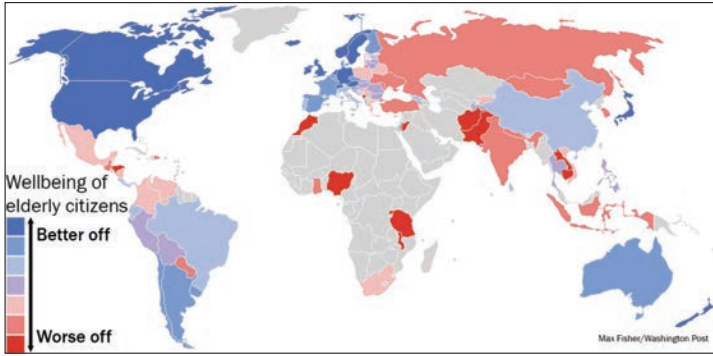 Wellbeing of
elderly citizens
Better off
Worse off
Max Fisher/Washington Post